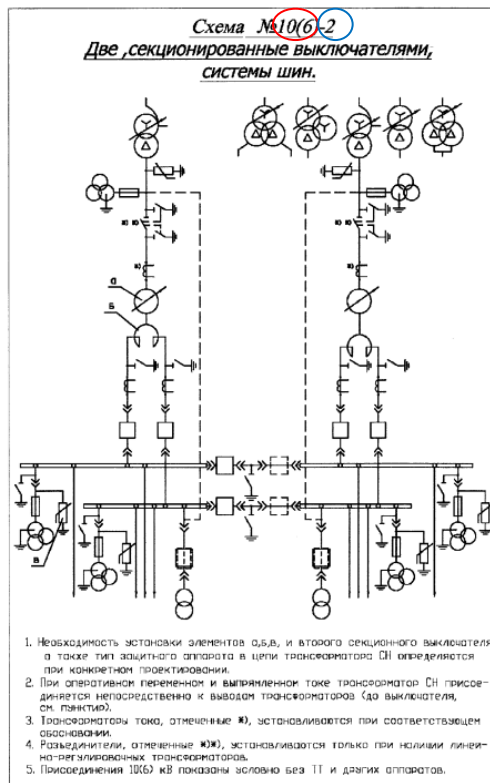 Схема №10(6)-2
Две ,секционированные выключателями,
системы шин.
ж) ж)
ж)
ж) ж)
ж)
а
б
в
1. Необходимость установки элементов а,б,в, и второго секционного выключателя
а также тип защитного аппарата в цепи трансформатора СН определяются
при конкретном проектировании.
2. При оперативном переменном и выпрямленном токе трансформатор СН присое-
диняется непосредственно к выводам трансформаторов (до выключателя,
см. пунктир).
3. Трансформаторы тока, отмеченные ж), устанавливаются при соответствующем
обосновании.
4. Разъединители, отмеченные ж)ж), устанавливаются только при наличии линей-
но-регулировочных трансформаторов.
5. Присоединения 10(6) кВ показаны условно без ТТ и других аппаратов.